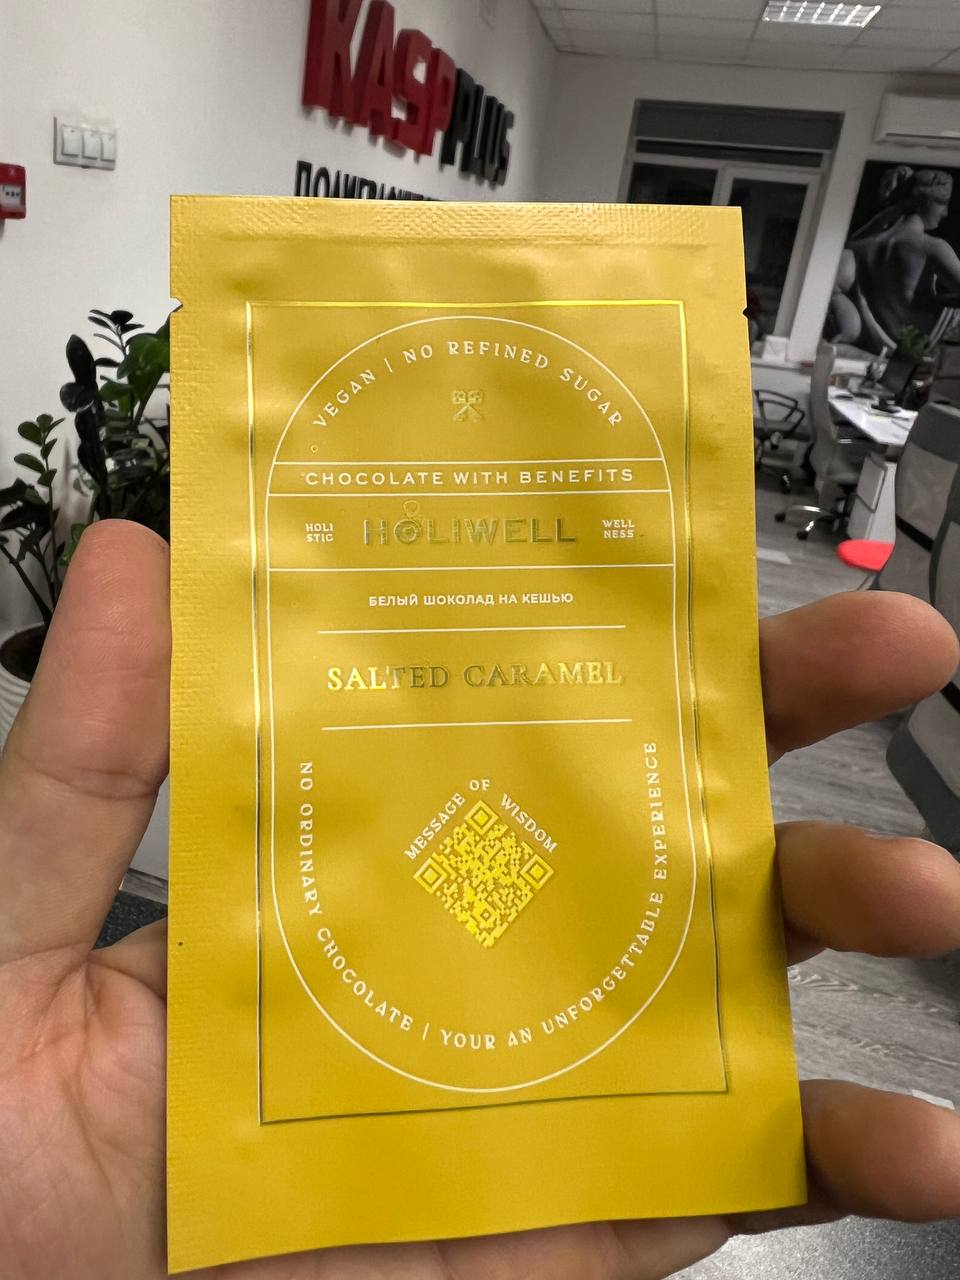 KASPPLUS
VEGAN | NO REFINED SUGAR
CHOCOLATE WITH BENEFITS
HOLI
STIC
HOLIWELL
WELL
NESS
БЕЛЫЙ ШОКОЛАД НА КЕШЬЮ
SALTED CARAMEL
MESSAGE OF WISDOM
NO ORDINARY CHOCOLATE | YOUR AN UNFORGETTABLE EXPERIENCE